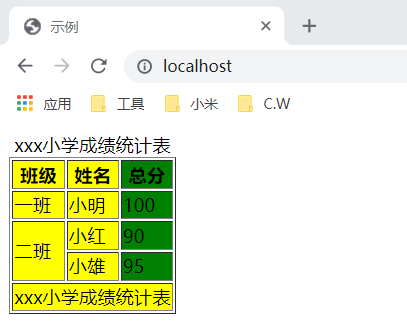 示例
localhost
应用 工具 小米 C.W
xxx小学成绩统计表
班级 姓名 总分
一班 小明 100
二班 小红 90
小雄 95
xxx小学成绩统计表